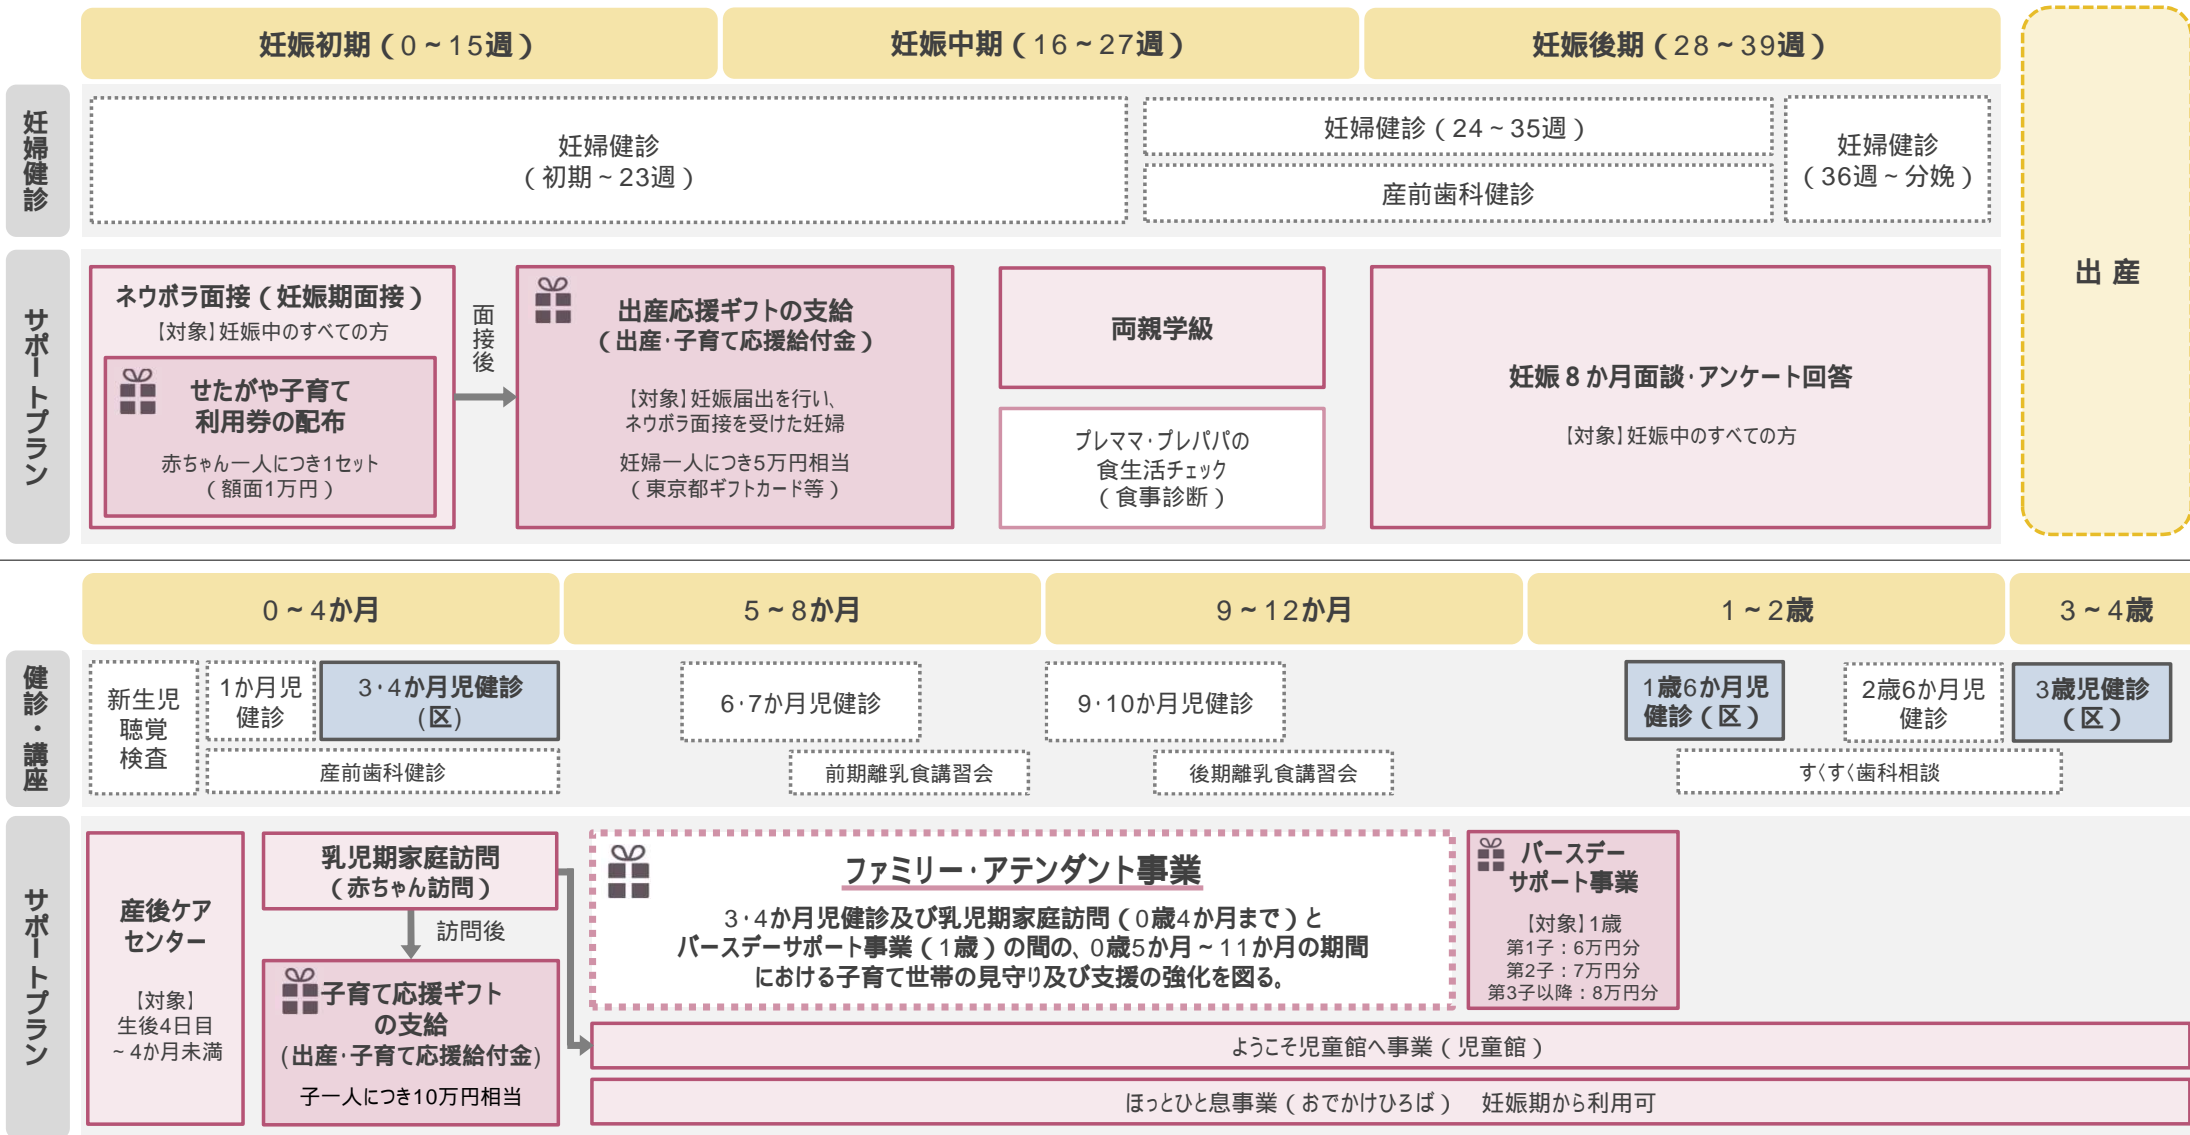 妊娠初期（0~15週）
妊娠中期（16~27週）
妊娠後期（28~39週）
妊婦健診
妊婦健診
（初期~23週）
妊婦健診（24~35週）
産前歯科健診
妊婦健診
（36週~分娩）
出産
サポートプラン
ネウボラ面接（妊娠期面接）
【対象】妊娠中のすべての方
せたがや子育て
利用券の配布
赤ちゃん一人につき1セット
（額面1万円）
面接後
出産応援ギフトの支給
（出産・子育て応援給付金）
【対象】妊娠届出を行い、
ネウボラ面接を受けた妊婦
妊婦一人につき5万円相当
（東京都ギフトカード等）
両親学級
プレママ・プレパパの
食生活チェック
（食事診断）
妊娠８か月面談・アンケート回答
【対象】妊娠中のすべての方
0~4か月
5~8か月
9~12か月
1~2歳
3~4歳
健診・講座
新生児
聴覚
検査
1か月児
健診
3・4か月児健診
(区)
産前歯科健診
6・7か月児健診
前期離乳食講習会
9・10か月児健診
後期離乳食講習会
1歳6か月児
健診（区）
2歳6か月児
健診
3歳児健診
（区）
すくすく歯科相談
サポートプラン
産後ケア
センター
【対象】
生後4日目
~4か月未満
乳児期家庭訪問
（赤ちゃん訪問）
訪問後
子育て応援ギフト
の支給
(出産・子育て応援給付金)
子一人につき10万円相当
ファミリー・アテンダント事業
3・4か月児健診及び乳児期家庭訪問（0歳4か月まで）と
バースデーサポート事業（1歳）の間の、0歳5か月~11か月の期間
における子育て世帯の見守り及び支援の強化を図る。
バースデー
サポート事業
【対象】1歳
第1子：6万円分
第2子：7万円分
第3子以降：8万円分
ようこそ児童館へ事業（児童館）
ほっとひと息事業（おでかけひろば）　妊娠期から利用可